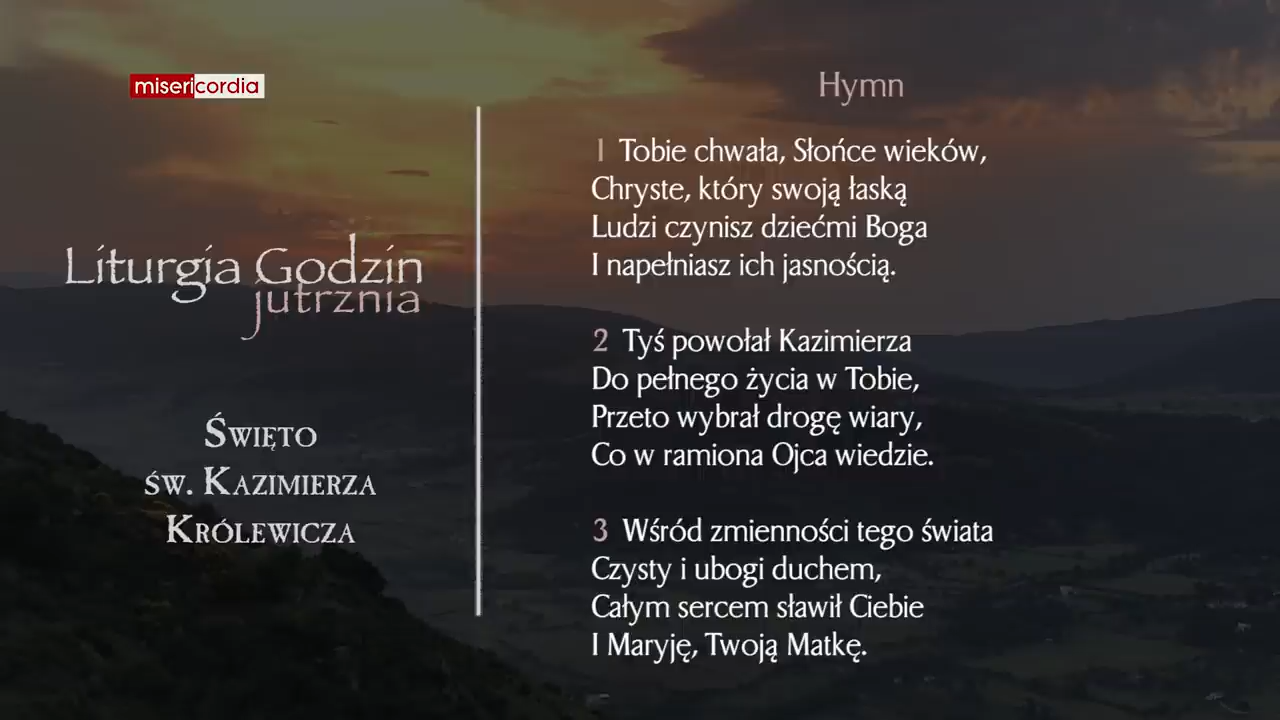 misericordia
Liturgia Godzin
jutrznia
Święto
św. Kazimierza
Królewicza
Hymn
1 Tobie chwała, Słońce wieków,
Chryste, który swoją łaską
Ludzi czynisz dziećmi Boga
I napełniasz ich jasnością.
2 Tyś powołał Kazimierza
Do pełnego życia w Tobie,
Przeto wybrał drogę wiary,
Co w ramiona Ojca wiedzie.
3 Wśród zmienności tego świata
Czysty i ubogi duchem,
Całym sercem sławił Ciebie
I Maryję, Twoją Matkę.